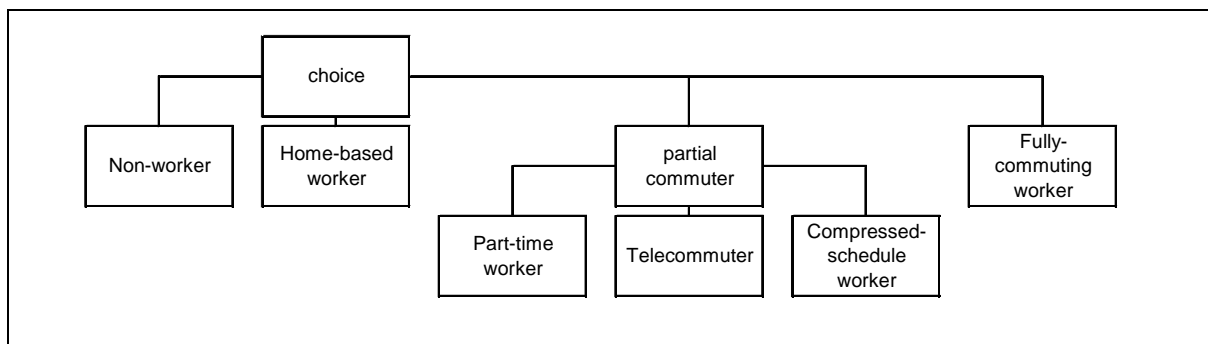 choice
Non-worker
Home-based
worker
partial
commuter
Fully-
commuting
worker
Part-time
worker
Telecommuter
Compressed-
schedule
worker